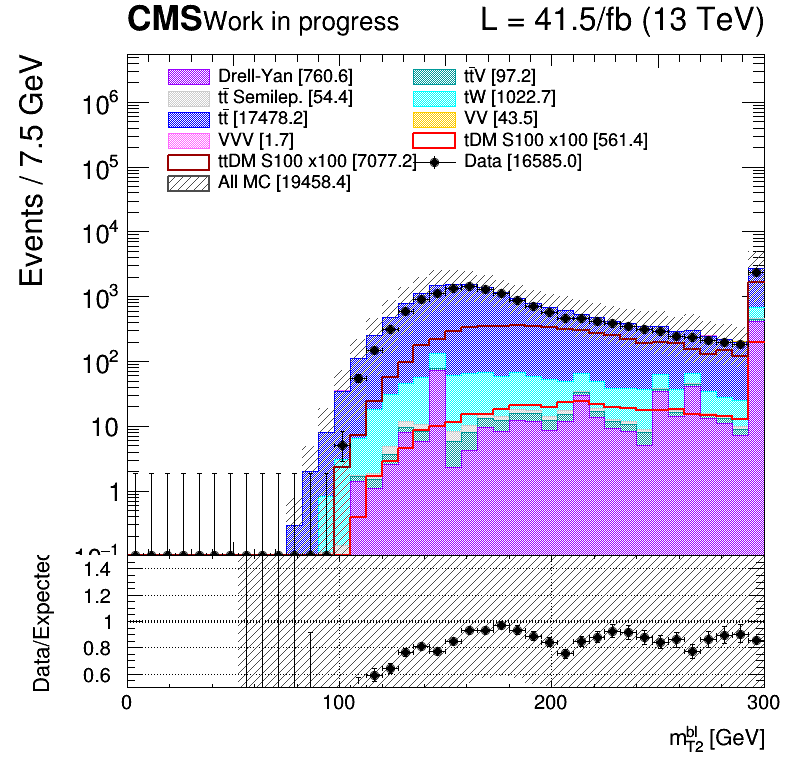 CMS Work in progress L = 41.5/fb (13 TeV)
Events / 7.5 GeV
Drell-Yan [760.6]
tt̄ Semilep. [54.4]
tt̄ [17478.2]
VVV [1.7]
ttDM S100 x100 [7077.2]
All MC [19458.4]
tt̄V [97.2]
tW [1022.7]
VV [43.5]
tDM S100 x100 [561.4]
Data [16585.0]
10⁶
10⁵
10⁴
10³
10²
10
1
10⁻¹
Data/Expected
1.4
1.2
1
0.8
0.6
0 100 200 300
m_{T2}^{bl} [GeV]